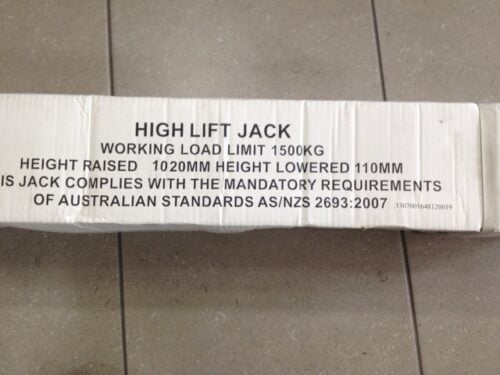 HIGH LIFT JACK
WORKING LOAD LIMIT 1500KG
HEIGHT RAISED 1020MM HEIGHT LOWERED 110MM
IS JACK COMPLIES WITH THE MANDATORY REQUIREMENTS
OF AUSTRALIAN STANDARDS AS/NZS 2693:2007
3307001648120019